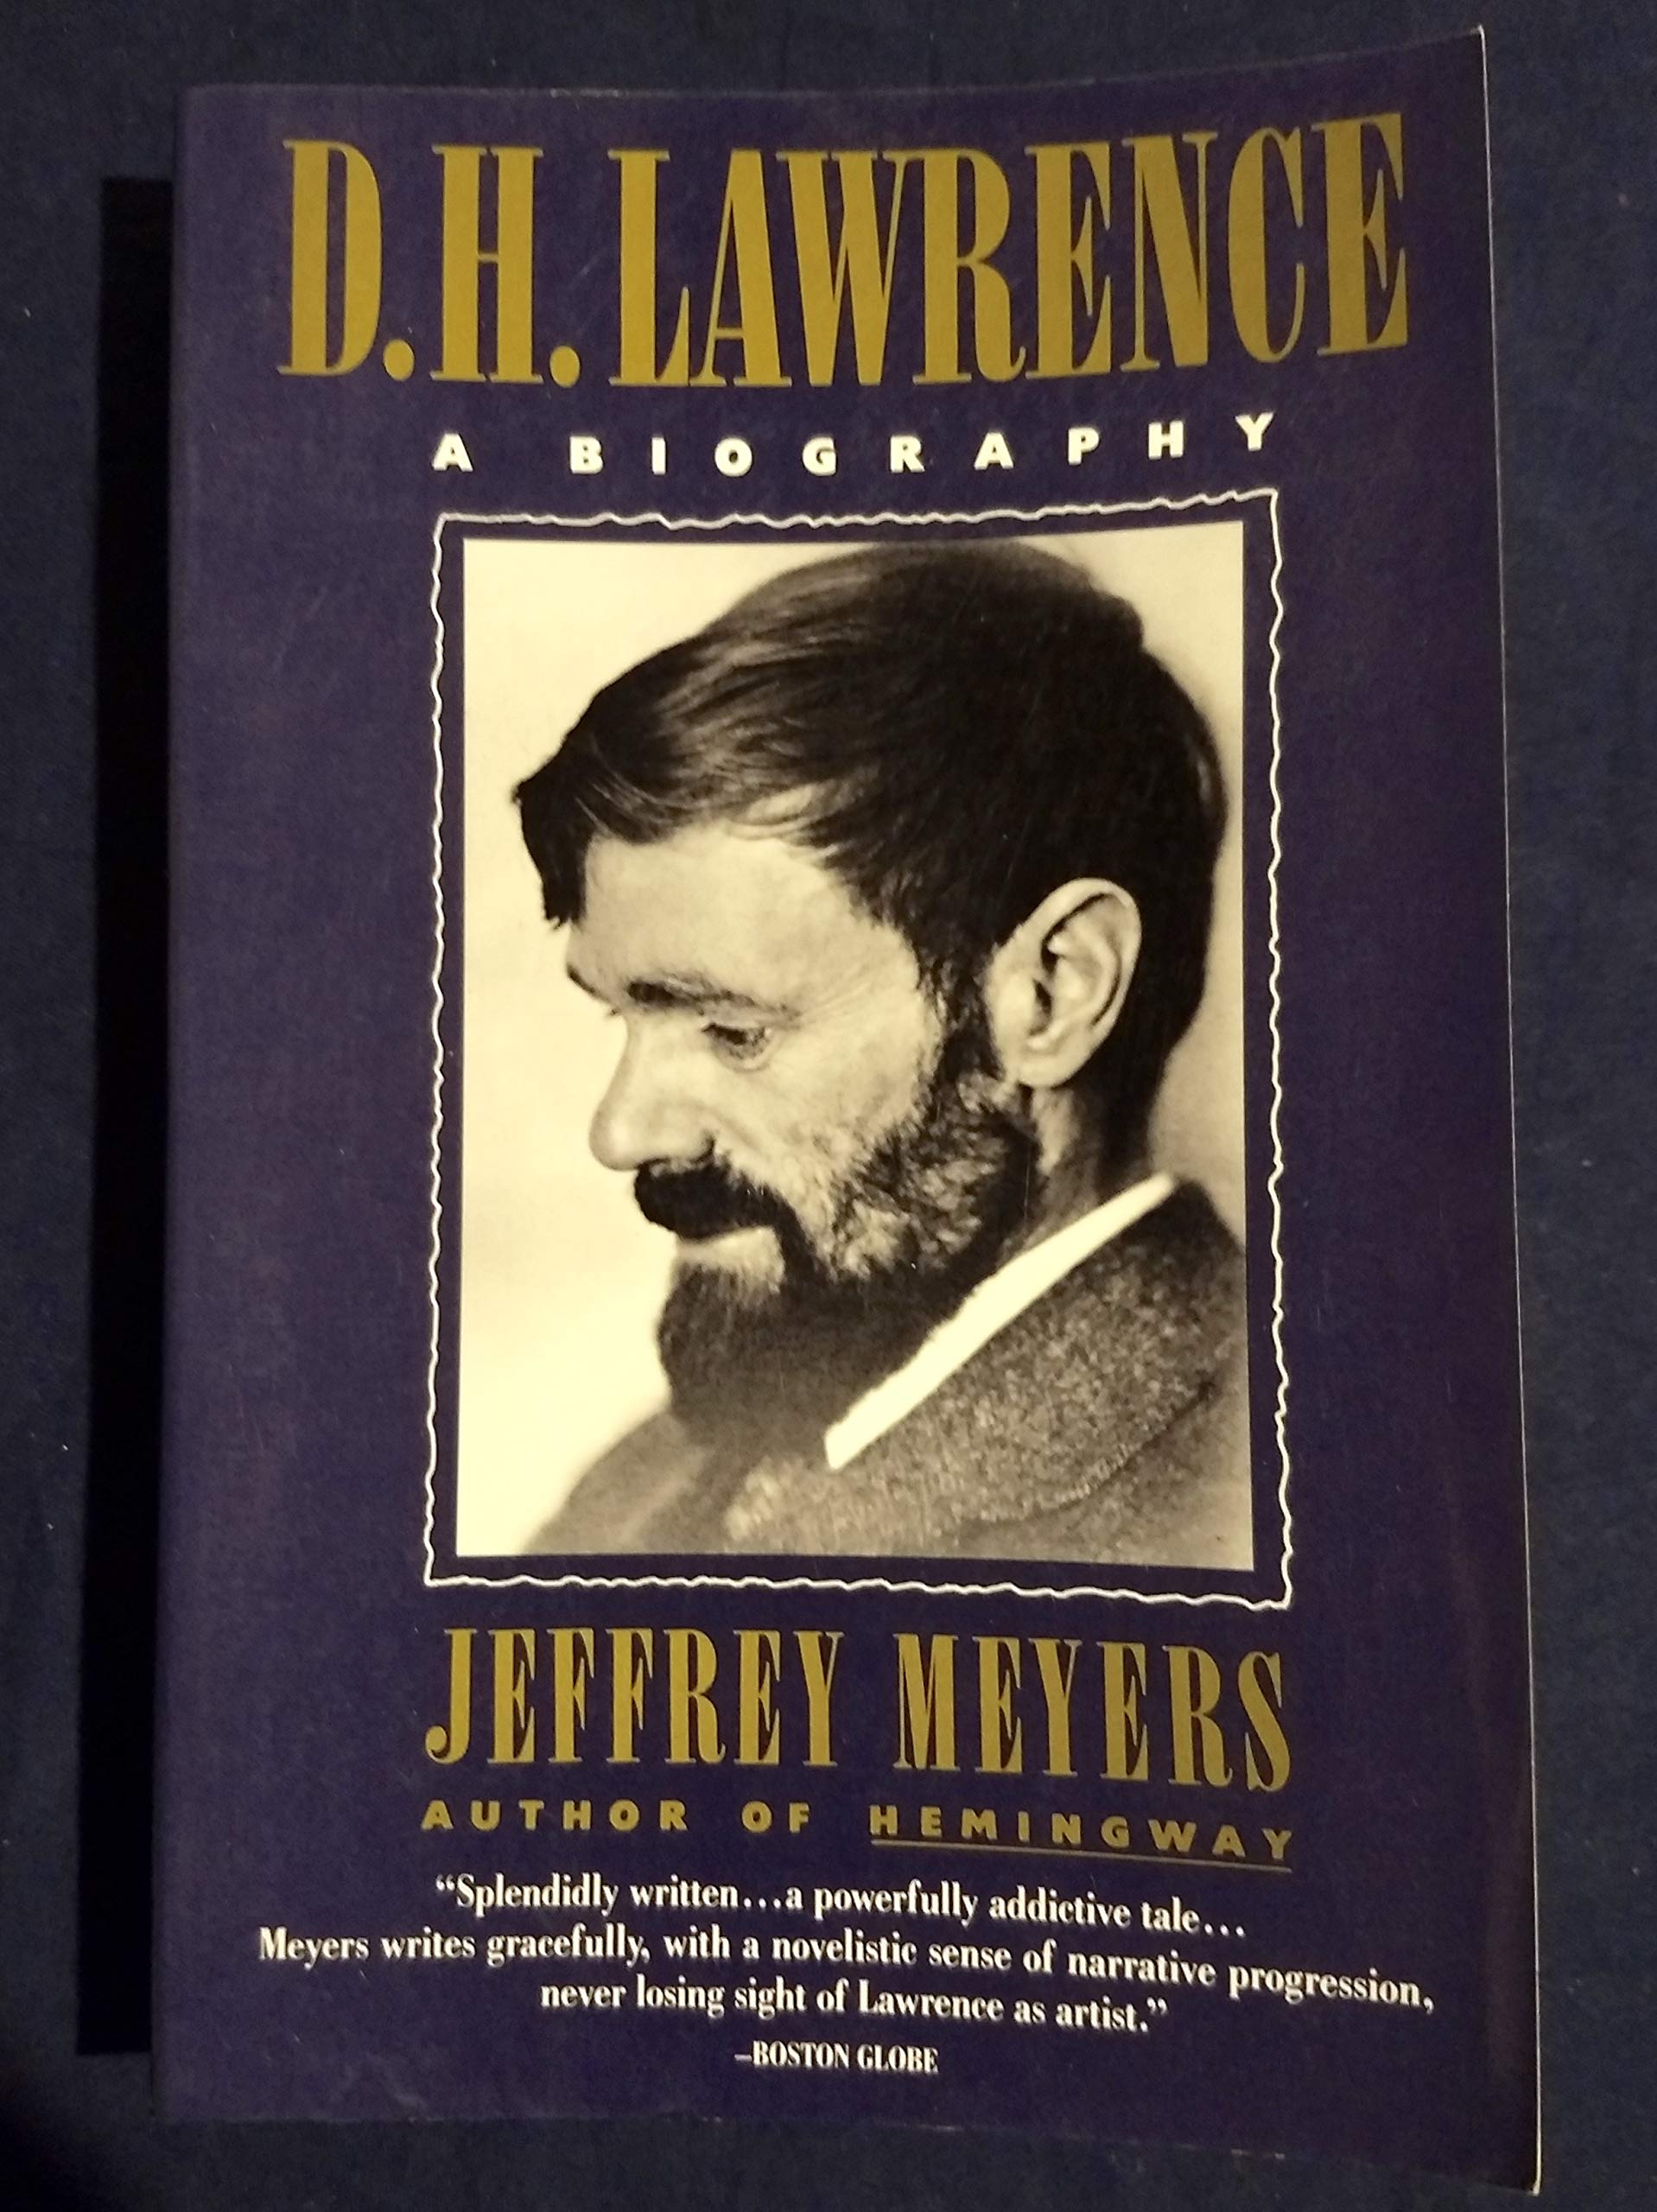 D.H. LAWRENCE
A BIOGRAPHY
JEFFREY MEYERS
AUTHOR OF HEMINGWAY
“Splendidly written...a powerfully addictive tale...
Meyers writes gracefully, with a novelistic sense of narrative progression,
never losing sight of Lawrence as artist.”
–BOSTON GLOBE